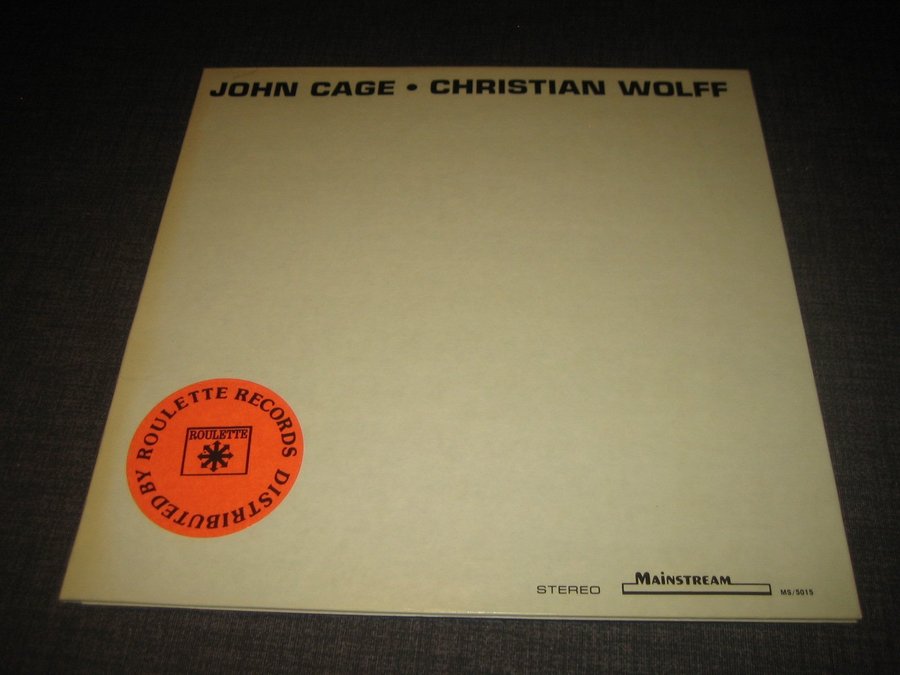 JOHN CAGE • CHRISTIAN WOLFF
DISTRIBUTED BY ROULETTE RECORDS
ROULETTE
STEREO
MAiNSTREAM
MS/5015